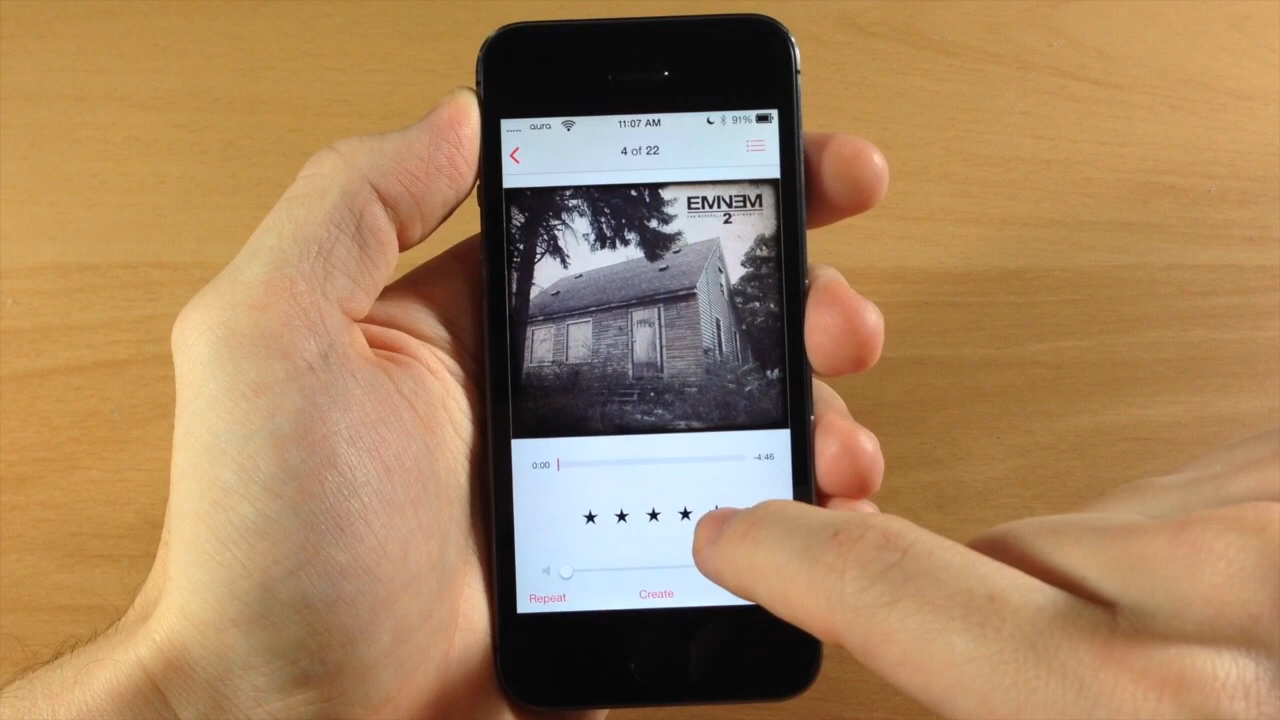 aura 11:07 AM 91%
4 of 22
EMINEM
2
0:00 -4:46
Repeat Create